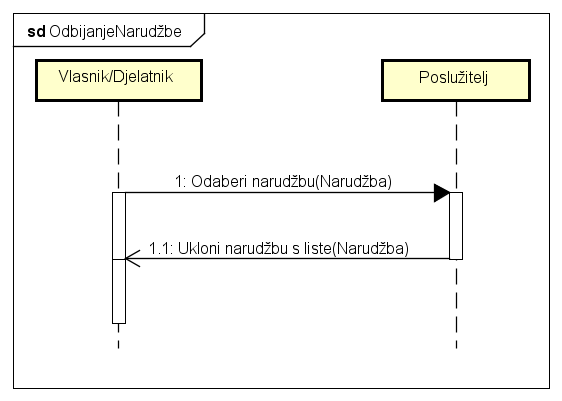 sd OdbijanjeNarudžbe
Vlasnik/Djelatnik
Poslužitelj
1: Odaberi narudžbu(Narudžba)
1.1: Ukloni narudžbu s liste(Narudžba)